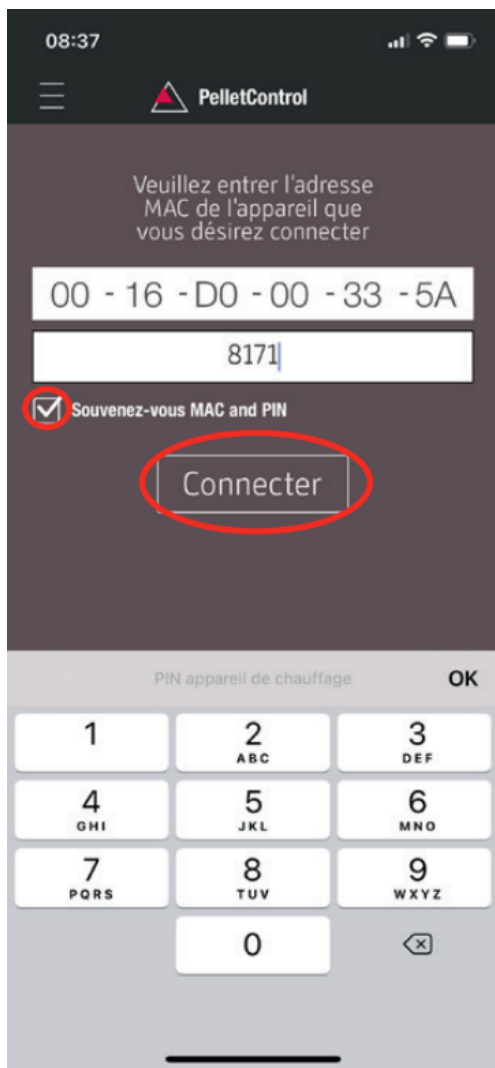 08:37
PelletControl
Veuillez entrer l'adresse
MAC de l'appareil que
vous désirez connecter
00 - 16 - D0 - 00 - 33 - 5A
8171
Souvenez-vous MAC and PIN
Connecter
PIN appareil de chauffage OK
1 2 3
ABC DEF
4 5 6
GHI JKL MNO
7 8 9
PQRS TUV WXYZ
0